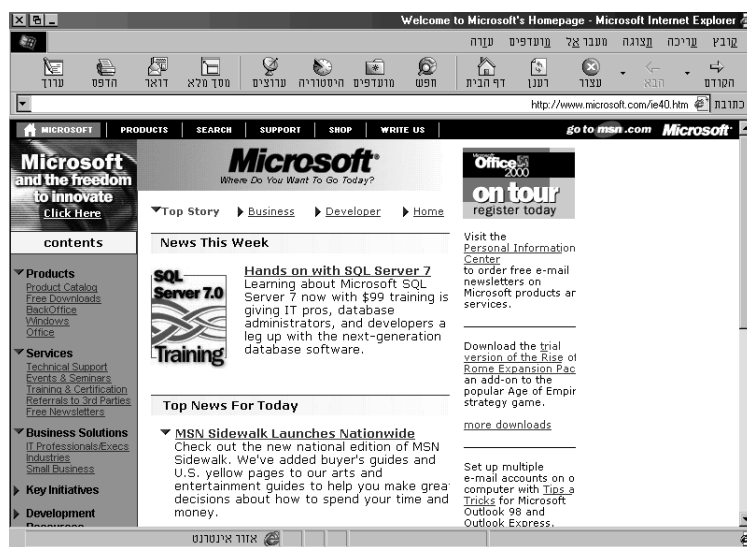 Welcome to Microsoft's Homepage - Microsoft Internet Explorer
קובץ עריכה תצוגה מעבר אל מועדפים עזרה
הקודם הבא עצור רענן דף הבית חפש מועדפים היסטוריה ערוצים מסך מלא דואר הדפס ערוך
כתובת http://www.microsoft.com/ie40.htm
MICROSOFT PRODUCTS SEARCH SUPPORT SHOP WRITE US go to msn.com Microsoft
Microsoft
and the freedom
to innovate
Click Here
contents
Products
Product Catalog
Free Downloads
BackOffice
Windows
Office
Services
Technical Support
Events & Seminars
Training & Certification
Referrals to 3rd Parties
Free Newsletters
Business Solutions
IT Professionals/Execs
Industries
Small Business
Key Initiatives
Development
Microsoft
Where Do You Want To Go Today?
Top Story Business Developer Home
News This Week
SQL
Server 7.0
Training
Hands on with SQL Server 7
Learning about Microsoft SQL
Server 7 now with $99 training is
giving IT pros, database
administrators, and developers a
leg up with the next-generation
database software.
Top News For Today
MSN Sidewalk Launches Nationwide
Check out the new national edition of MSN
Sidewalk. We've added buyer's guides and
U.S. yellow pages to our arts and
entertainment guides to help you make grea
decisions about how to spend your time and
money.
Microsoft
Office
2000
on tour
register today
Visit the
Personal Information
Center
to order free e-mail
newsletters on
Microsoft products ar
services.
Download the trial
version of the Rise of
Rome Expansion Pac
an add-on to the
popular Age of Empir
strategy game.
more downloads
Set up multiple
e-mail accounts on o
computer with Tips a
Tricks for Microsoft
Outlook 98 and
Outlook Express.
אזור אינטרנט